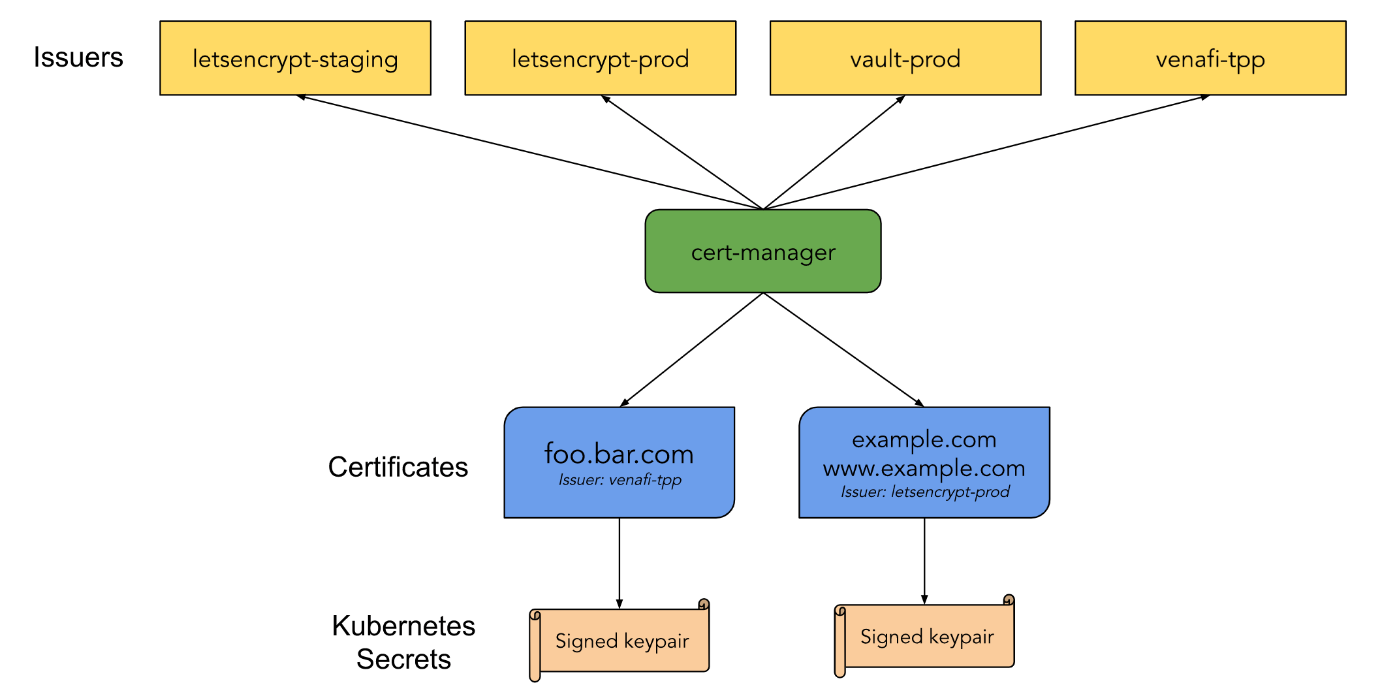 Issuers
letsencrypt-staging
letsencrypt-prod
vault-prod
venafi-tpp
cert-manager
Certificates
foo.bar.com
Issuer: venafi-tpp
example.com
www.example.com
Issuer: letsencrypt-prod
Kubernetes
Secrets
Signed keypair
Signed keypair